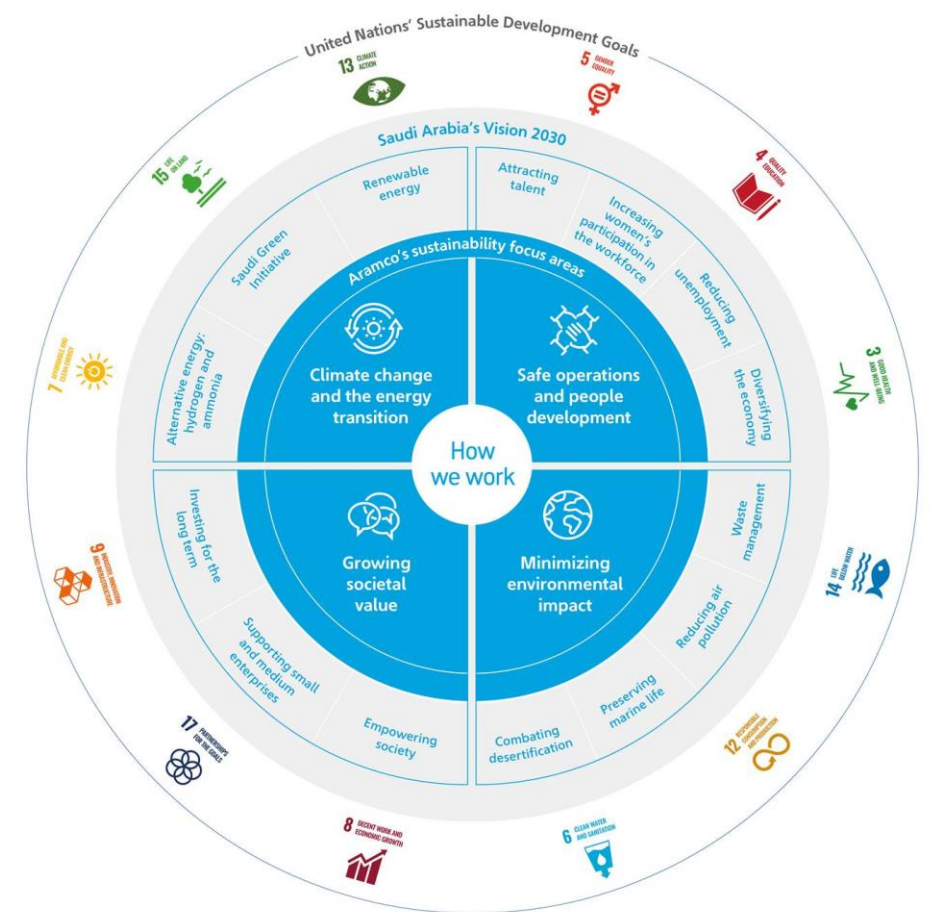 United Nations' Sustainable Development Goals
13 CLIMATE
ACTION
5 GENDER
EQUALITY
4 QUALITY
EDUCATION
3 GOOD HEALTH
AND WELL-BEING
14 LIFE
BELOW WATER
12 RESPONSIBLE
CONSUMPTION
AND PRODUCTION
6 CLEAN WATER
AND SANITATION
8 DECENT WORK AND
ECONOMIC GROWTH
17 PARTNERSHIPS
FOR THE GOALS
9 INDUSTRY, INNOVATION
AND INFRASTRUCTURE
7 AFFORDABLE AND
CLEAN ENERGY
15 LIFE
ON LAND
Saudi Arabia's Vision 2030
Renewable
energy
Attracting
talent
Increasing
women's
participation in
the workforce
Reducing
unemployment
Diversifying
the economy
Waste
management
Reducing air
pollution
Preserving
marine life
Combating
desertification
Empowering
society
Supporting small
and medium
enterprises
Investing for the
long term
Alternative energy:
hydrogen and
ammonia
Saudi Green
Initiative
Aramco's sustainability focus areas
Climate change
and the energy
transition
Safe operations
and people
development
How
we work
Growing
societal
value
Minimizing
environmental
impact